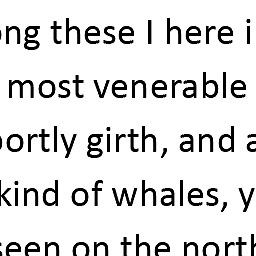 ong these I here i
most venerable
portly girth, and a
kind of whales, y
seen on the north